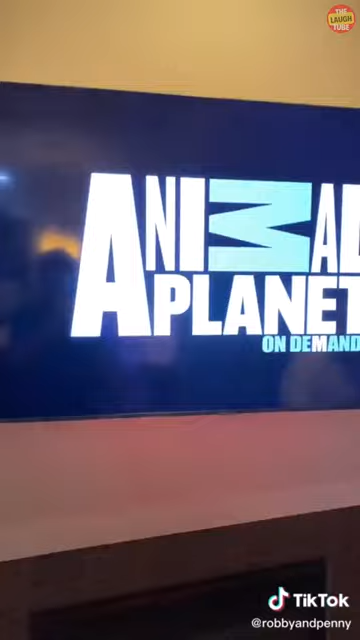 THE
LAUGH
TUBE
ANIMAL
PLANET
ON DEMAND
TikTok
@robbyandpenny